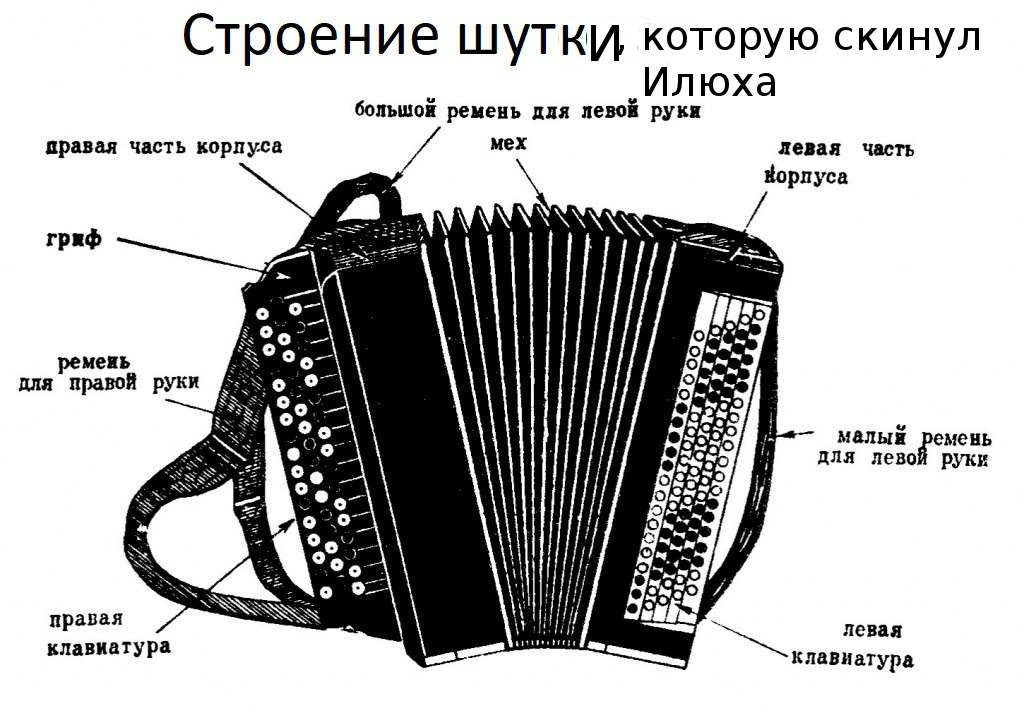 Строение шутки, которую скинул
Илюха
большой ремень для левой руки
мех
правая часть корпуса
левая часть
корпуса
гриф
ремень
для правой руки
малый ремень
для левой руки
правая
клавиатура
левая
клавиатура